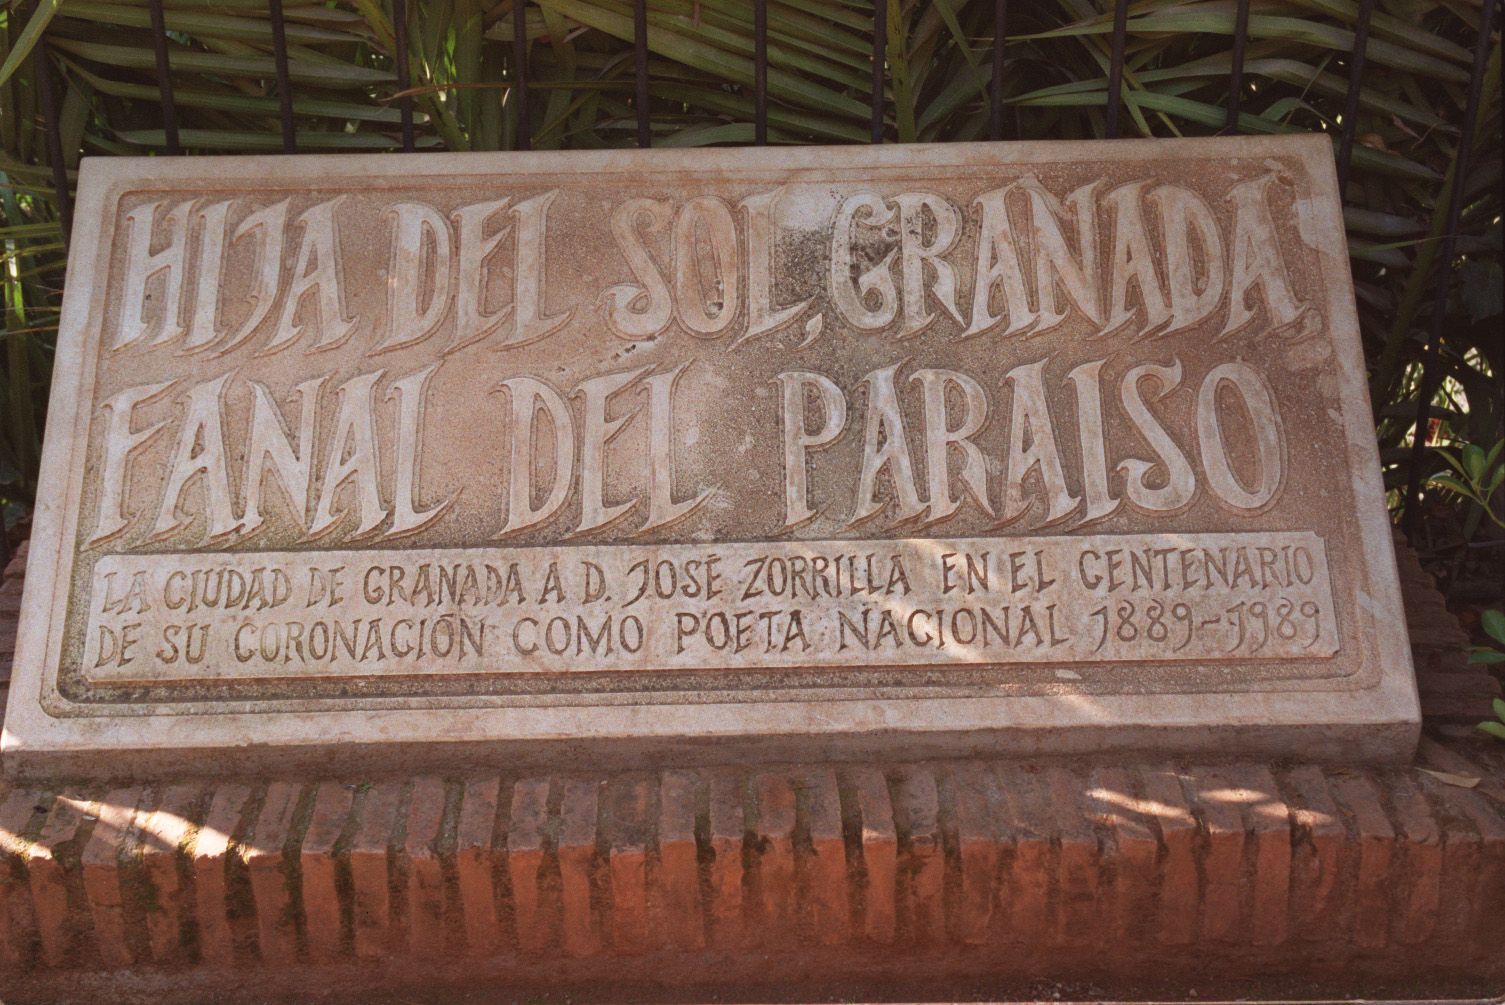 HIJA DEL SOL, GRANADA,
FANAL DEL PARAISO
LA CIUDAD DE GRANADA A D. JOSÉ ZORRILLA, EN EL CENTENARIO
DE SU CORONACIÓN COMO POETA NACIONAL 1889-1989